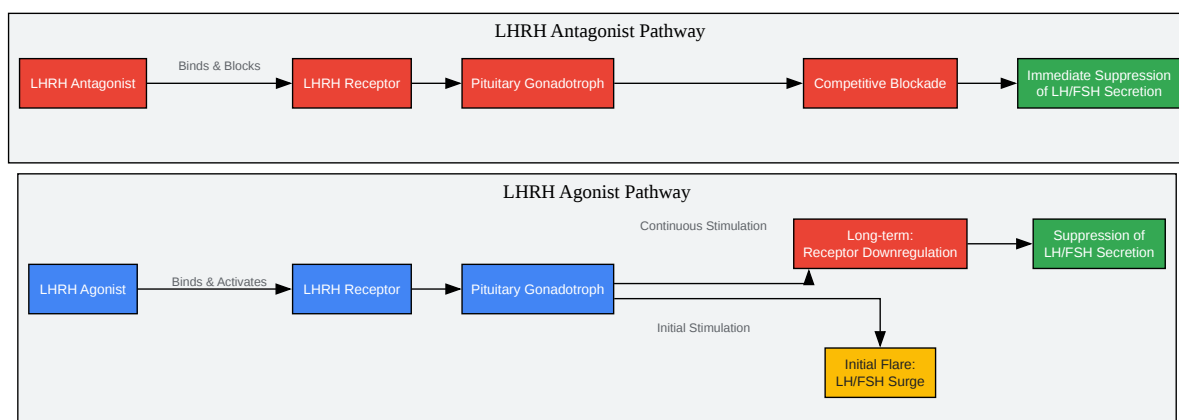 LHRH Antagonist Pathway
LHRH Antagonist
Binds & Blocks
LHRH Receptor
Pituitary Gonadotroph
Competitive Blockade
Immediate Suppression
of LH/FSH Secretion
LHRH Agonist Pathway
LHRH Agonist
Binds & Activates
LHRH Receptor
Pituitary Gonadotroph
Continuous Stimulation
Long-term:
Receptor Downregulation
Suppression of
LH/FSH Secretion
Initial Stimulation
Initial Flare:
LH/FSH Surge